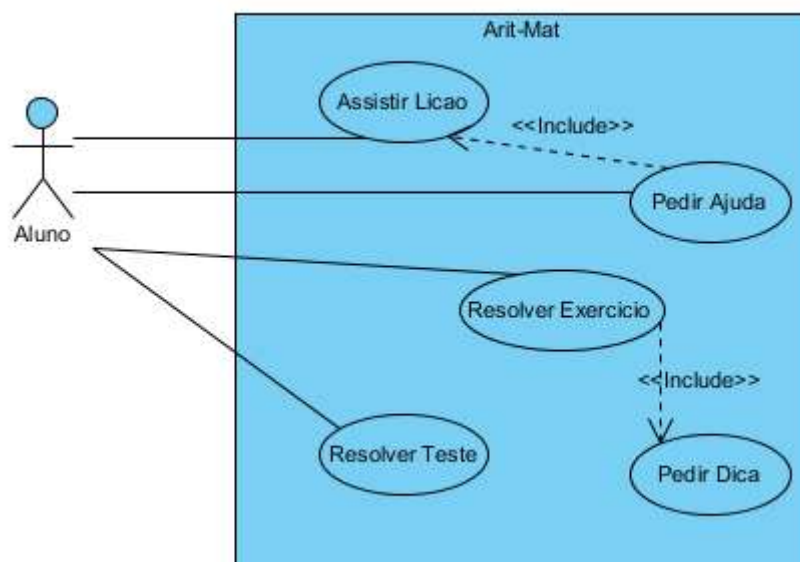 Arit-Mat
Assistir Licao
<<Include>>
Pedir Ajuda
Aluno
Resolver Exercicio
<<Include>>
Resolver Teste
Pedir Dica